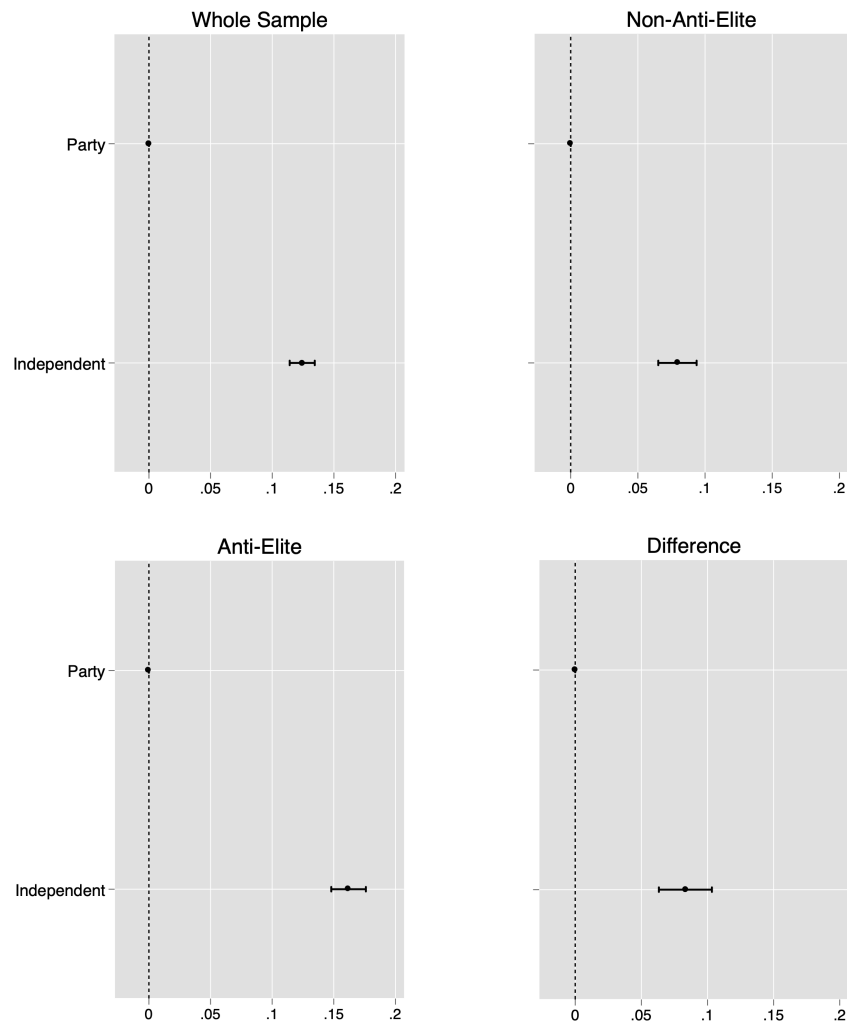 Whole Sample
Party
Independent
0 .05 .1 .15 .2
Non-Anti-Elite
0 .05 .1 .15 .2
Anti-Elite
Party
Independent
0 .05 .1 .15 .2
Difference
0 .05 .1 .15 .2